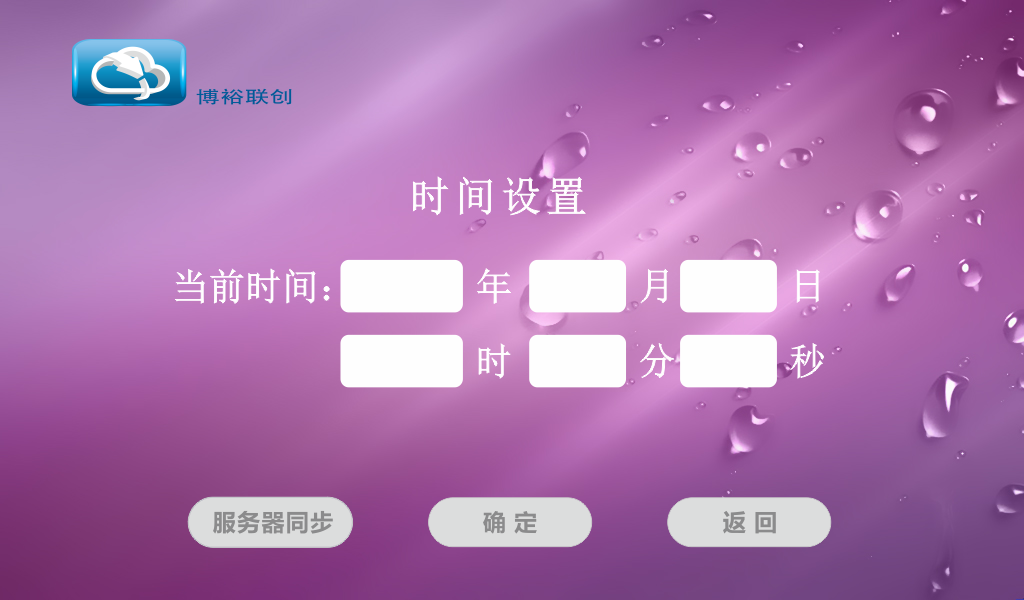 博裕联创
时间设置
当前时间： 年 月 日
时 分 秒
服务器同步 确定 返回